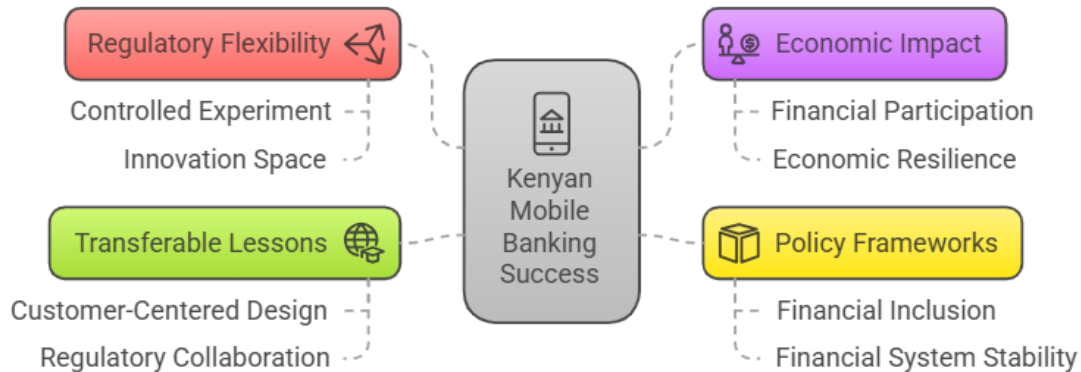 Regulatory Flexibility
Controlled Experiment
Innovation Space
Transferable Lessons
Customer-Centered Design
Regulatory Collaboration
Kenyan
Mobile
Banking
Success
Economic Impact
Financial Participation
Economic Resilience
Policy Frameworks
Financial Inclusion
Financial System Stability